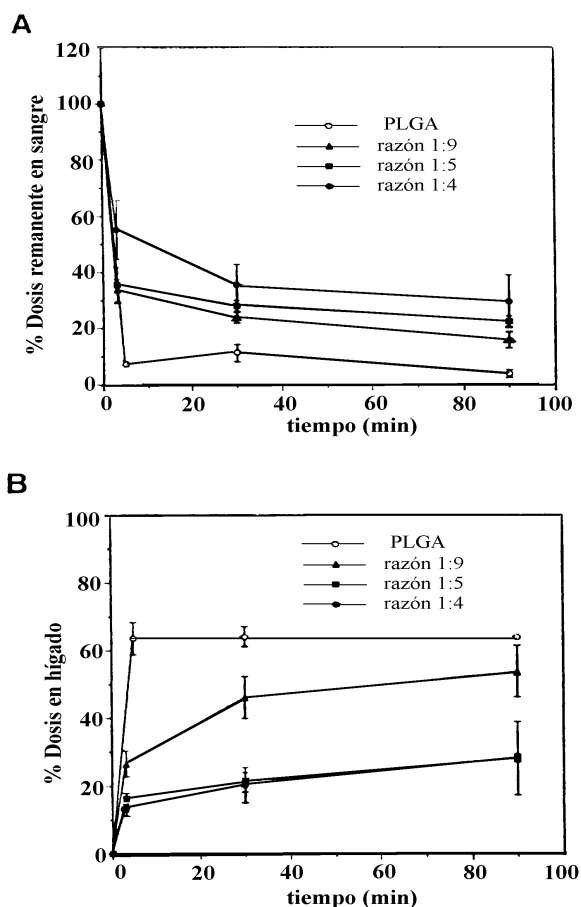 A
120
100
80
60
40
20
0
% Dosis remanente en sangre
PLGA
razón 1:9
razón 1:5
razón 1:4
0 20 40 60 80 100
tiempo (min)
B
100
80
60
40
20
0
% Dosis en hígado
PLGA
razón 1:9
razón 1:5
razón 1:4
0 20 40 60 80 100
tiempo (min)